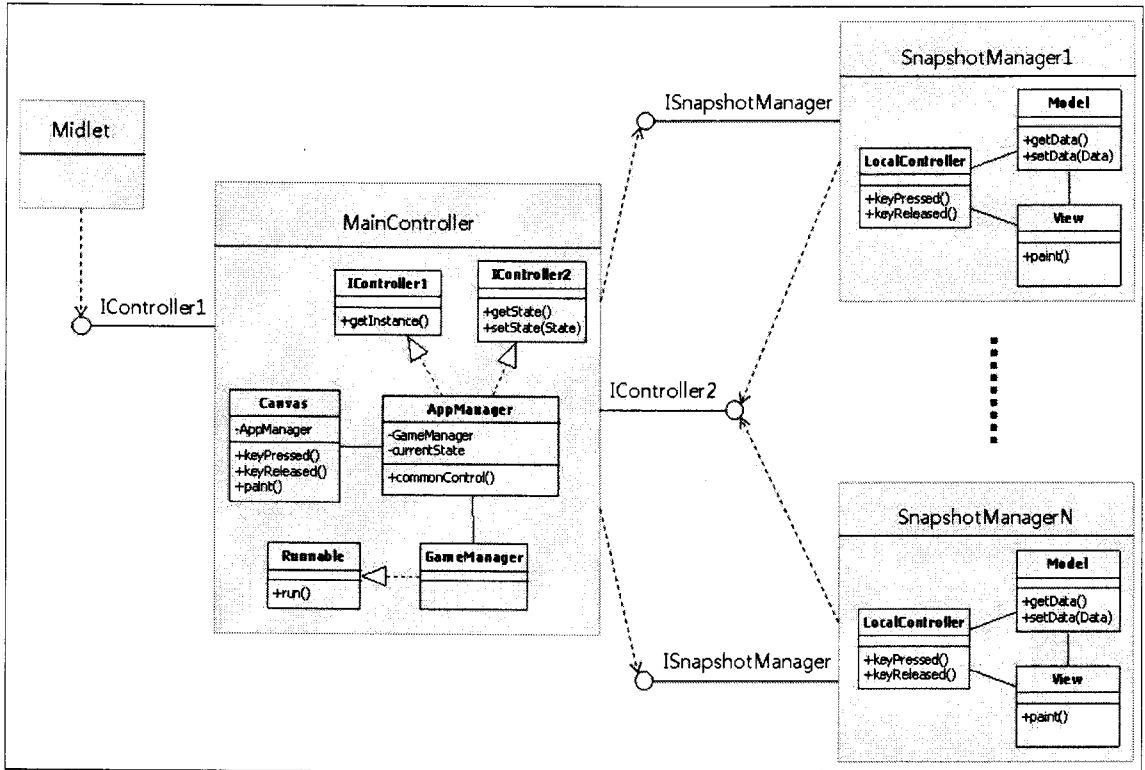 Midlet
IController1
MainController
IController1
+getInstance()
IController2
+getState()
+setState(State)
Canvas
-AppManager
+keyPressed()
+keyReleased()
+paint()
AppManager
-GameManager
-currentState
+commonControl()
Runnable
+run()
GameManager
ISnapshotManager
IController2
ISnapshotManager
SnapshotManager1
Model
+getData()
+setData(Data)
LocalController
+keyPressed()
+keyReleased()
View
+paint()
SnapshotManagerN
Model
+getData()
+setData(Data)
LocalController
+keyPressed()
+keyReleased()
View
+paint()